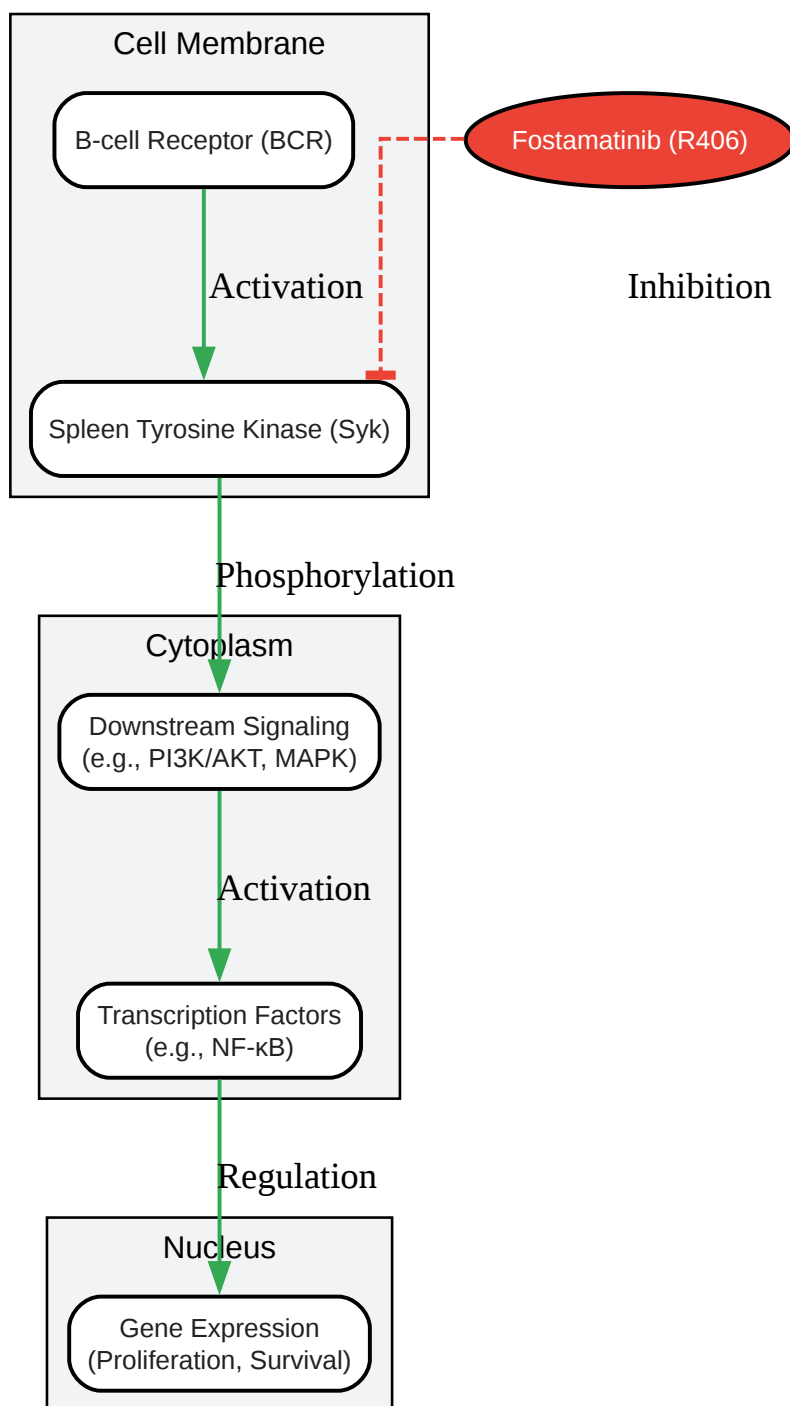 Cell Membrane
B-cell Receptor (BCR)
Fostamatinib (R406)
Activation
Inhibition
Spleen Tyrosine Kinase (Syk)
Phosphorylation
Cytoplasm
Downstream Signaling
(e.g., PI3K/AKT, MAPK)
Activation
Transcription Factors
(e.g., NF-κB)
Regulation
Nucleus
Gene Expression
(Proliferation, Survival)